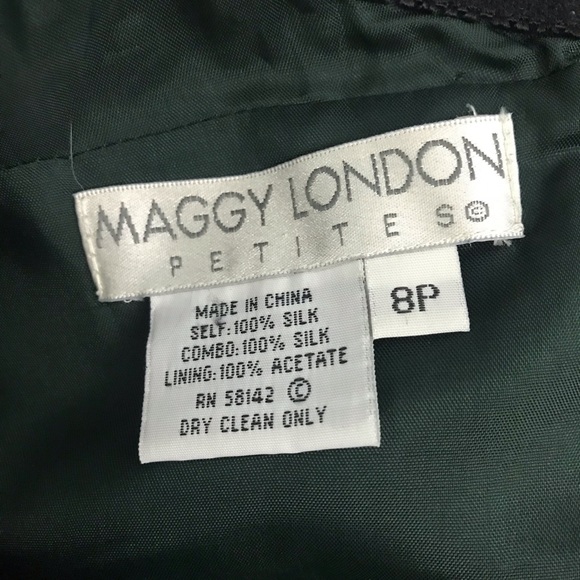 MAGGY LONDON
PETITES©
8P
MADE IN CHINA
SELF:100% SILK
COMBO:100% SILK
LINING:100% ACETATE
RN 58142 ©
DRY CLEAN ONLY